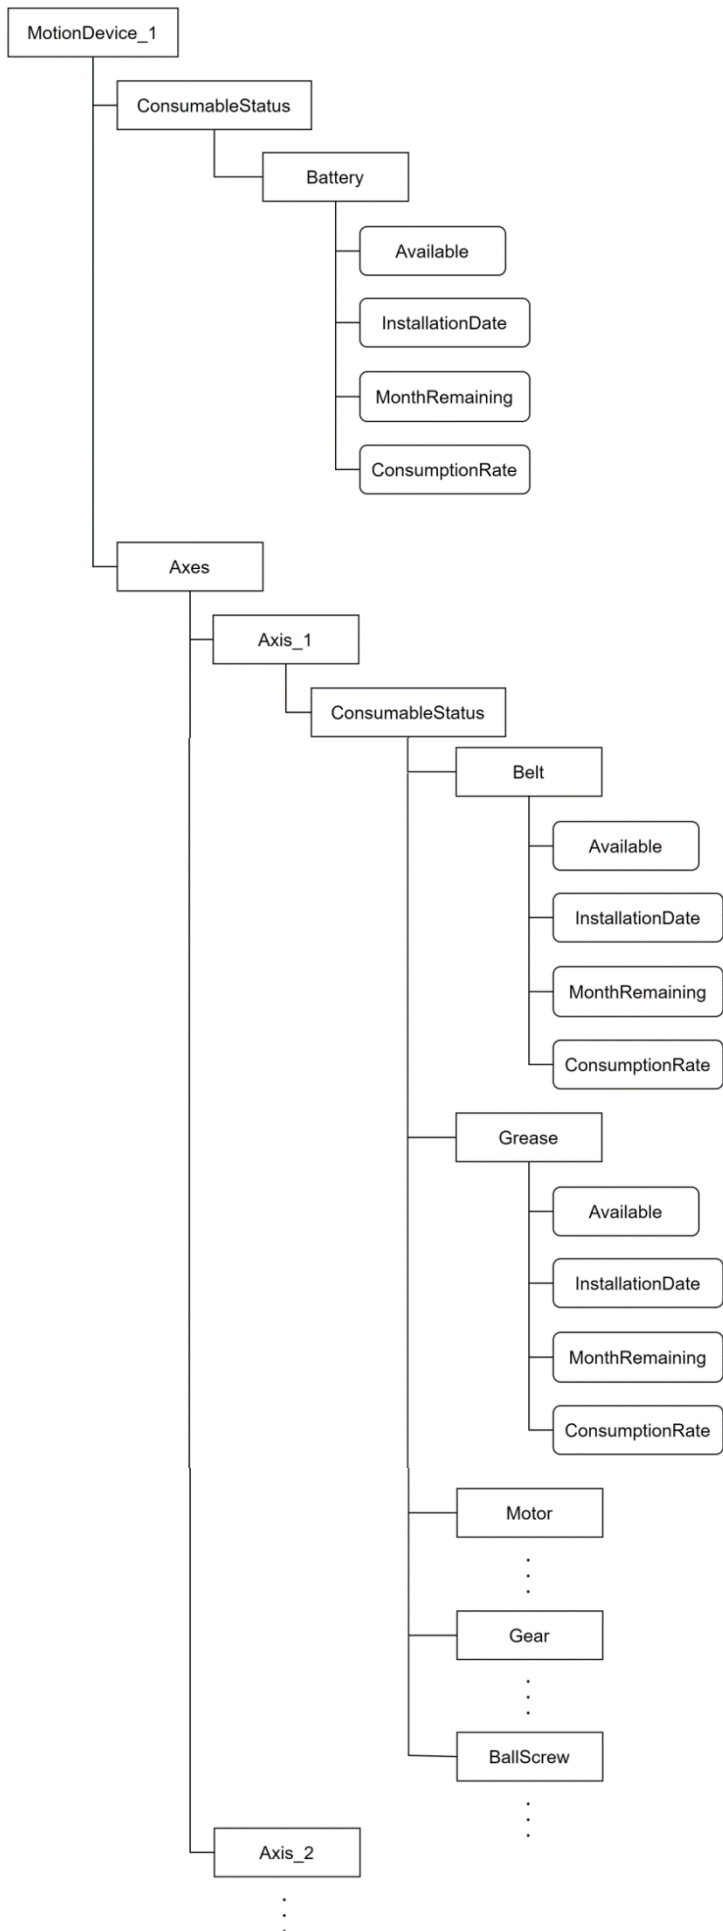 MotionDevice_1
ConsumableStatus
Battery
Available
InstallationDate
MonthRemaining
ConsumptionRate
Axes
Axis_1
ConsumableStatus
Belt
Available
InstallationDate
MonthRemaining
ConsumptionRate
Grease
Available
InstallationDate
MonthRemaining
ConsumptionRate
Motor
Gear
BallScrew
Axis_2